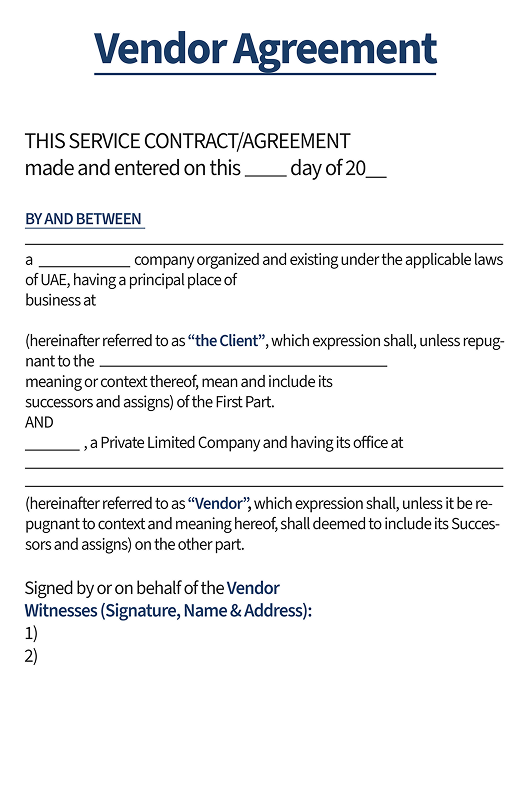 Vendor Agreement
THIS SERVICE CONTRACT/AGREEMENT
made and entered on this ____ day of 20__
BY AND BETWEEN
a ____________ company organized and existing under the applicable laws
of UAE, having a principal place of
business at
(hereinafter referred to as “the Client”, which expression shall, unless repug-
nant to the ______________________________________
meaning or context thereof, mean and include its
successors and assigns) of the First Part.
AND
_______ , a Private Limited Company and having its office at
(hereinafter referred to as “Vendor”, which expression shall, unless it be re-
pugnant to context and meaning hereof, shall deemed to include its Succes-
sors and assigns) on the other part.
Signed by or on behalf of the Vendor
Witnesses (Signature, Name & Address):
1)
2)